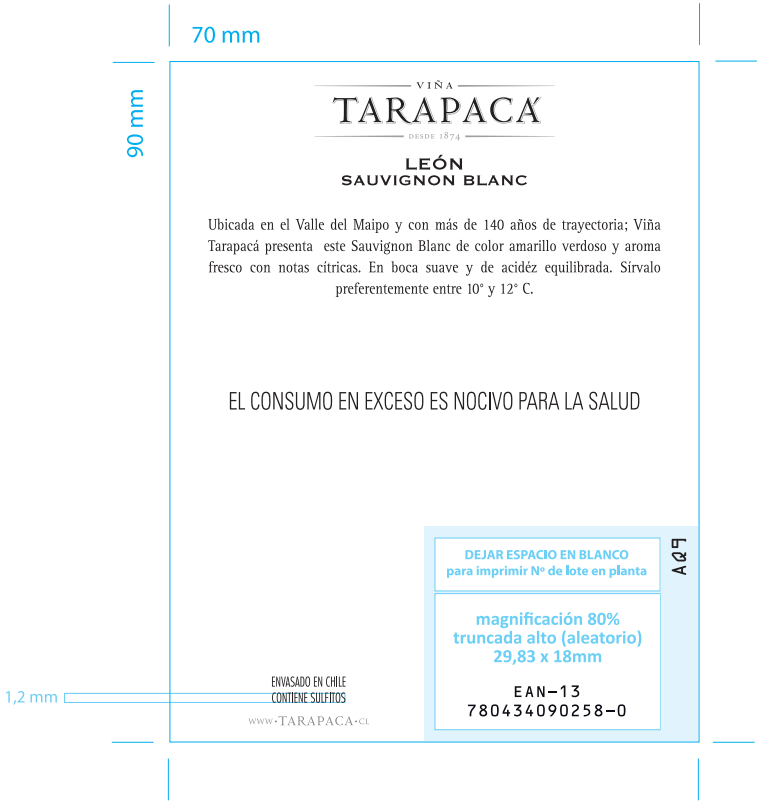 70 mm
90 mm
VIÑA
TARAPACÁ
DESDE 1874
LEÓN
SAUVIGNON BLANC
Ubicada en el Valle del Maipo y con más de 140 años de trayectoria; Viña
Tarapacá presenta este Sauvignon Blanc de color amarillo verdoso y aroma
fresco con notas cítricas. En boca suave y de acidéz equilibrada. Sírvalo
preferentemente entre 10° y 12° C.
EL CONSUMO EN EXCESO ES NOCIVO PARA LA SALUD
DEJAR ESPACIO EN BLANCO
para imprimir Nº de lote en planta
AQ9
magnificación 80%
truncada alto (aleatorio)
29,83 x 18mm
EAN-13
780434090258-0
ENVASADO EN CHILE
CONTIENE SULFITOS
1,2 mm
WWW·TARAPACA·CL